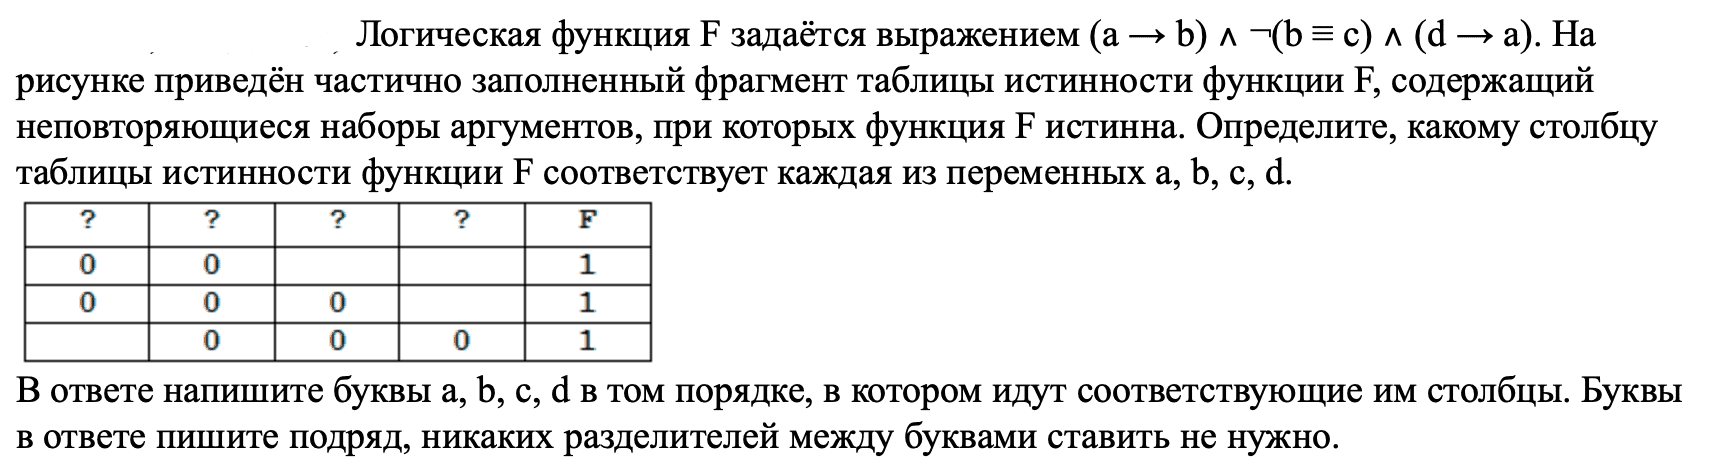 Логическая функция F задаётся выражением (a → b) ∧ ¬(b ≡ c) ∧ (d → a). На
рисунке приведён частично заполненный фрагмент таблицы истинности функции F, содержащий
неповторяющиеся наборы аргументов, при которых функция F истинна. Определите, какому столбцу
таблицы истинности функции F соответствует каждая из переменных a, b, c, d.
? ? ? ? F
0 0 1
0 0 0 1
0 0 0 1
В ответе напишите буквы a, b, c, d в том порядке, в котором идут соответствующие им столбцы. Буквы
в ответе пишите подряд, никаких разделителей между буквами ставить не нужно.